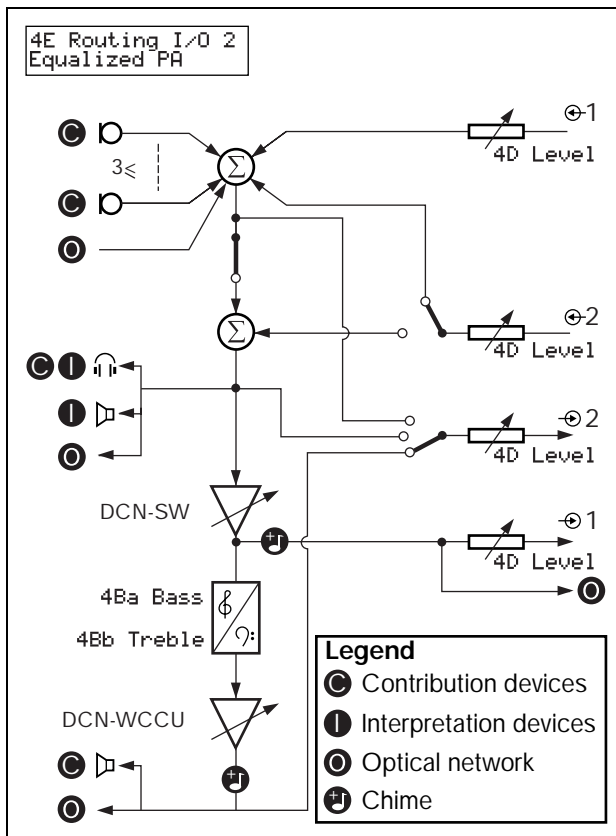 4E Routing I/O 2
Equalized PA
C
1
4D Level
3≤
Σ
C
O
2
4D Level
Σ
C I
I
O
2
4D Level
DCN-SW
1
4D Level
O
4Ba Bass
4Bb Treble
DCN-WCCU
C
O
Legend
C Contribution devices
I Interpretation devices
O Optical network
Chime